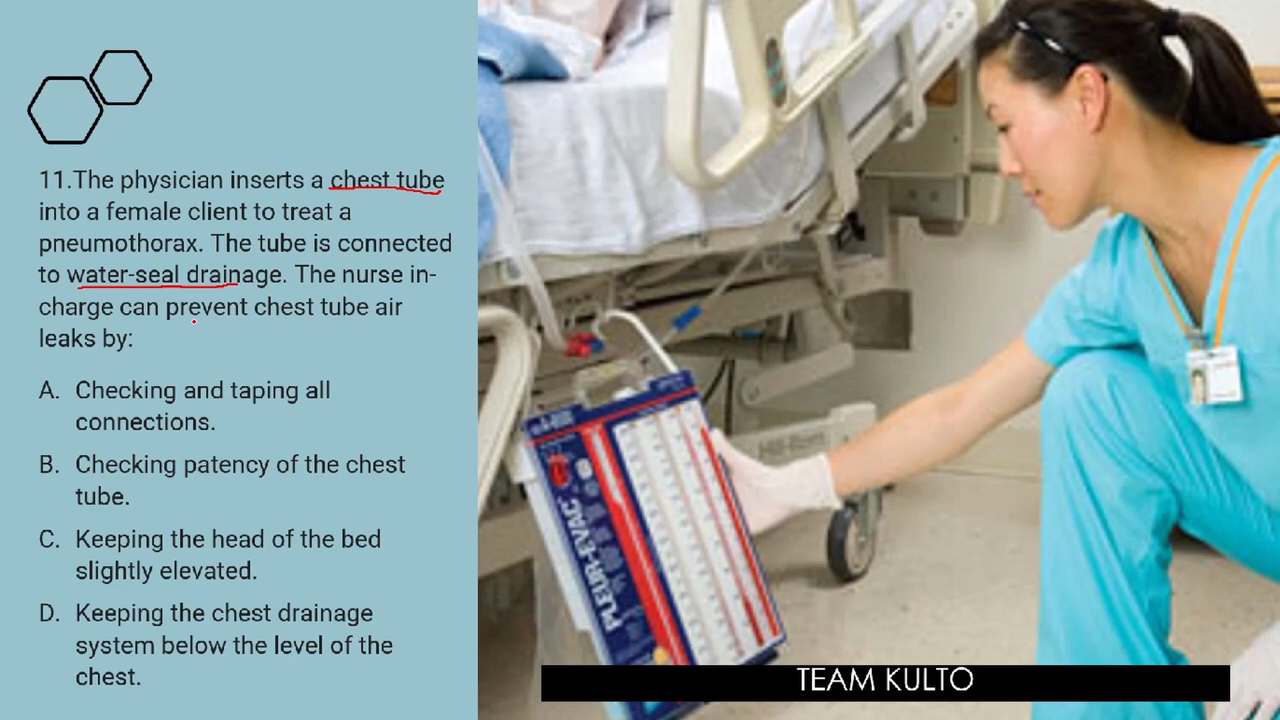 11.The physician inserts a chest tube
into a female client to treat a
pneumothorax. The tube is connected
to water-seal drainage. The nurse in-
charge can prevent chest tube air
leaks by:
A. Checking and taping all
connections.
B. Checking patency of the chest
tube.
C. Keeping the head of the bed
slightly elevated.
D. Keeping the chest drainage
system below the level of the
chest.
PLEUR-EVAC
TEAM KULTO